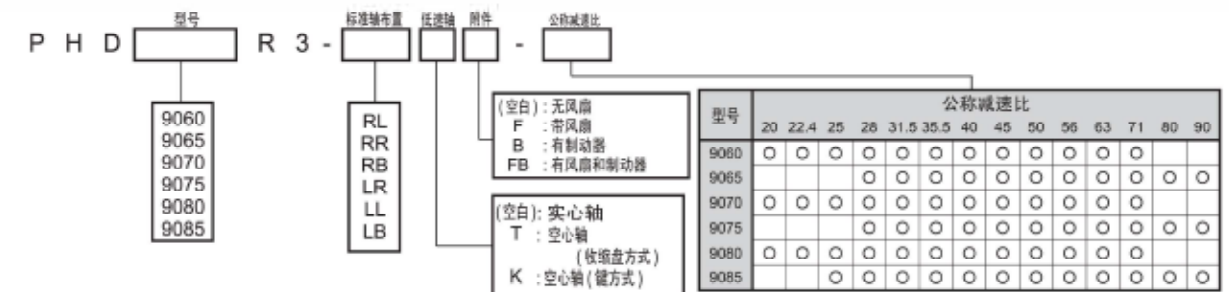 型号 标准轴布置 低速轴 附件 公称减速比
P H D R 3 - -
9060
9065
9070
9075
9080
9085
RL
RR
RB
LR
LL
LB
(空白) : 无风扇
F : 带风扇
B : 有制动器
FB : 有风扇和制动器
(空白) : 实心轴
T : 空心轴
(收缩盘方式)
K : 空心轴(键方式)
型号 公称减速比
20 22.4 25 28 31.5 35.5 40 45 50 56 63 71 80 90
9060 ○ ○ ○ ○ ○ ○ ○ ○ ○ ○ ○ ○
9065 ○ ○ ○ ○ ○ ○ ○ ○ ○ ○ ○
9070 ○ ○ ○ ○ ○ ○ ○ ○ ○ ○ ○ ○
9075 ○ ○ ○ ○ ○ ○ ○ ○ ○ ○ ○
9080 ○ ○ ○ ○ ○ ○ ○ ○ ○ ○ ○ ○
9085 ○ ○ ○ ○ ○ ○ ○ ○ ○ ○ ○ ○